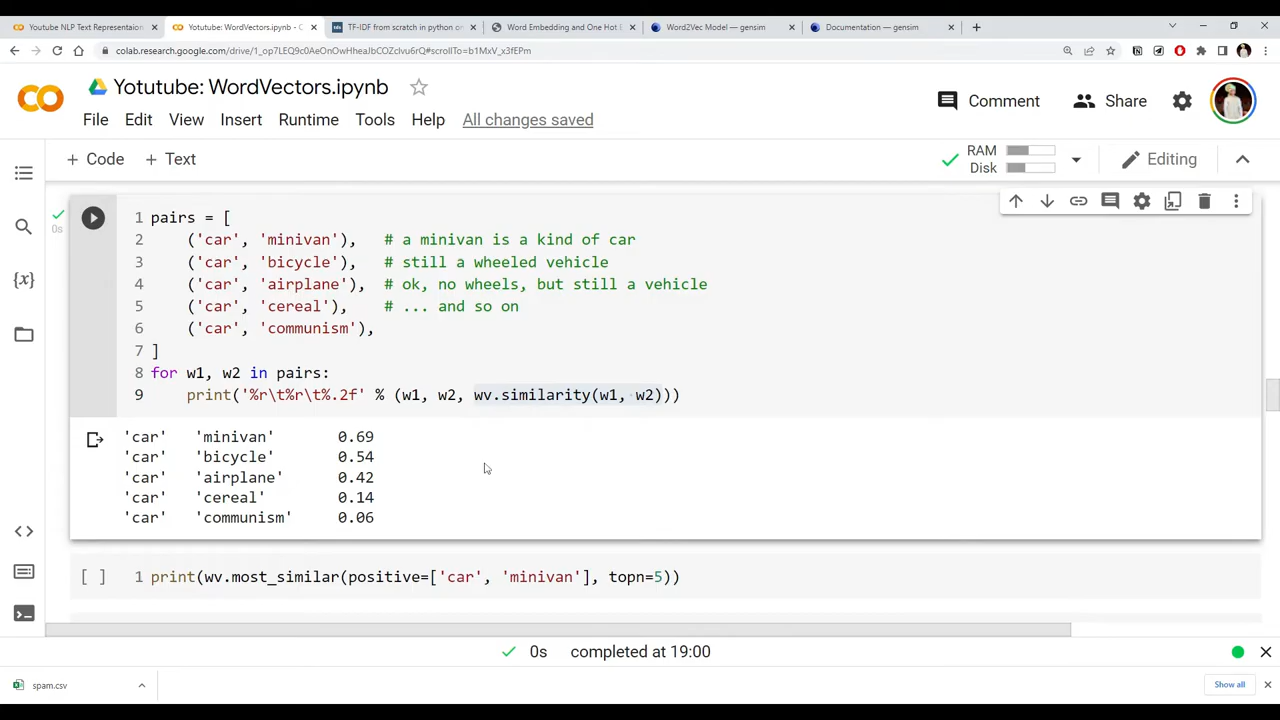 Youtube NLP Text Representaion
Yotutube: WordVectors.ipynb -
TF-IDF from scratch in python on
Word Embedding and One Hot E
Word2Vec Model — gensim
Documentation — gensim
colab.research.google.com/drive/1_op7LEQ9c0AeOnOwHheaJbCOZcIvu6rQ#scrollTo=b1MxV_x3fEPm
Yotutube: WordVectors.ipynb
Comment
Share
File Edit View Insert Runtime Tools Help All changes saved
+ Code + Text
RAM
Disk
Editing
1 pairs = [
2 ('car', 'minivan'), # a minivan is a kind of car
3 ('car', 'bicycle'), # still a wheeled vehicle
4 ('car', 'airplane'), # ok, no wheels, but still a vehicle
5 ('car', 'cereal'), # ... and so on
6 ('car', 'communism'),
7 ]
8 for w1, w2 in pairs:
9 print('%r\t%r\t%.2f' % (w1, w2, wv.similarity(w1, w2)))
0s
'car' 'minivan' 0.69
'car' 'bicycle' 0.54
'car' 'airplane' 0.42
'car' 'cereal' 0.14
'car' 'communism' 0.06
[ ] 1 print(wv.most_similar(positive=['car', 'minivan'], topn=5))
0s completed at 19:00
spam.csv
Show all